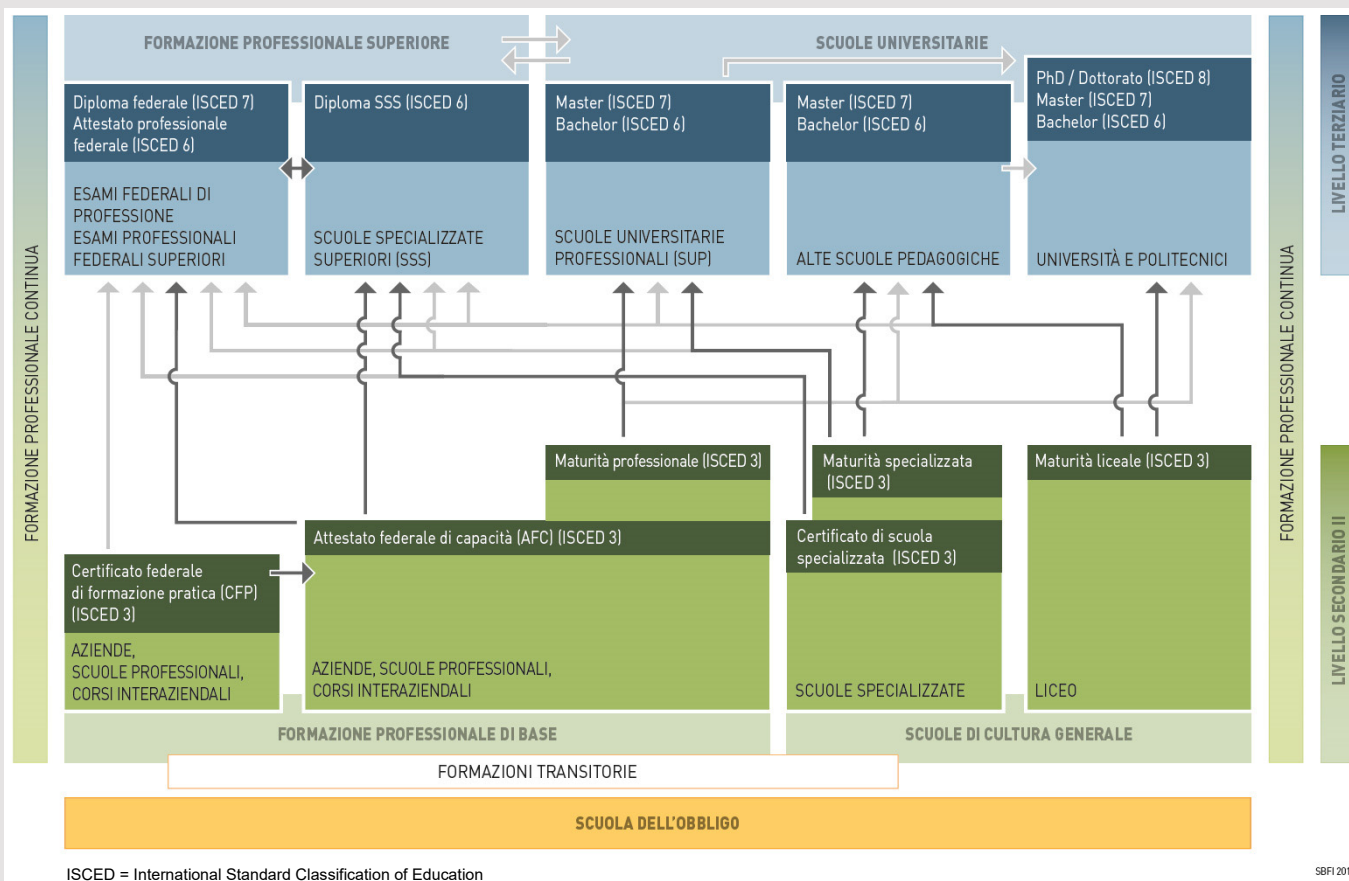 FORMAZIONE PROFESSIONALE SUPERIORE
SCUOLE UNIVERSITARIE
Diploma federale (ISCED 7)
Attestato professionale
federale (ISCED 6)
ESAMI FEDERALI DI
PROFESSIONE
ESAMI PROFESSIONALI
FEDERALI SUPERIORI
Diploma SSS (ISCED 6)
SCUOLE SPECIALIZZATE
SUPERIORI (SSS)
Master (ISCED 7)
Bachelor (ISCED 6)
SCUOLE UNIVERSITARIE
PROFESSIONALI (SUP)
Master (ISCED 7)
Bachelor (ISCED 6)
ALTE SCUOLE PEDAGOGICHE
PhD / Dottorato (ISCED 8)
Master (ISCED 7)
Bachelor (ISCED 6)
UNIVERSITÀ E POLITECNICI
FORMAZIONE PROFESSIONALE CONTINUA
FORMAZIONE PROFESSIONALE CONTINUA
LIVELLO TERZIARIO
LIVELLO SECONDARIO II
Maturità professionale (ISCED 3)
Maturità specializzata
(ISCED 3)
Maturità liceale (ISCED 3)
Attestato federale di capacità (AFC) (ISCED 3)
Certificato di scuola
specializzata (ISCED 3)
Certificato federale
di formazione pratica (CFP)
(ISCED 3)
AZIENDE,
SCUOLE PROFESSIONALI,
CORSI INTERAZIENDALI
AZIENDE, SCUOLE PROFESSIONALI,
CORSI INTERAZIENDALI
SCUOLE SPECIALIZZATE
LICEO
FORMAZIONE PROFESSIONALE DI BASE
SCUOLE DI CULTURA GENERALE
FORMAZIONI TRANSITORIE
SCUOLA DELL'OBBLIGO
ISCED = International Standard Classification of Education
SBFI